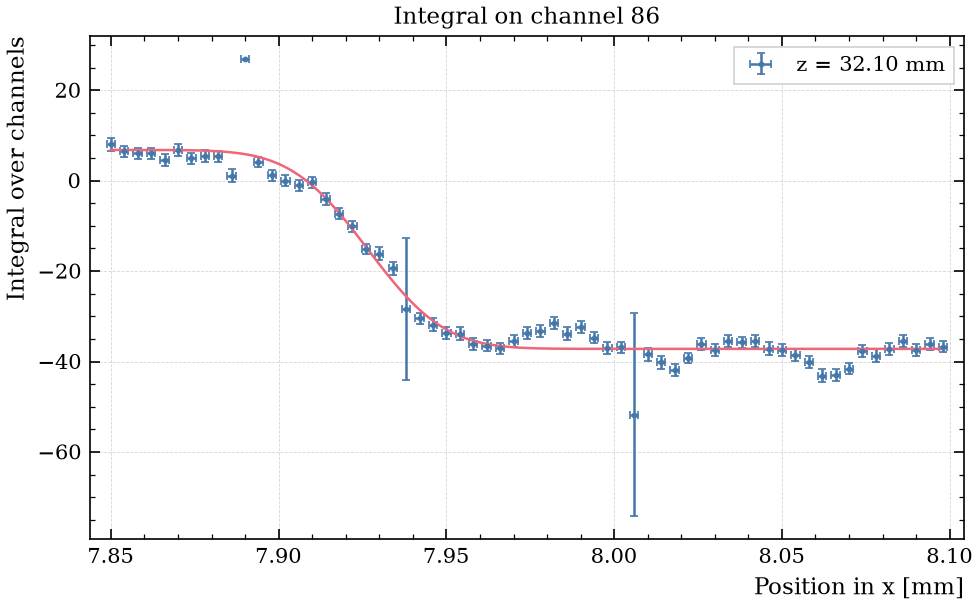 Integral on channel 86
Integral over channels
z = 32.10 mm
20
0
−20
−40
−60
7.85 7.90 7.95 8.00 8.05 8.10
Position in x [mm]